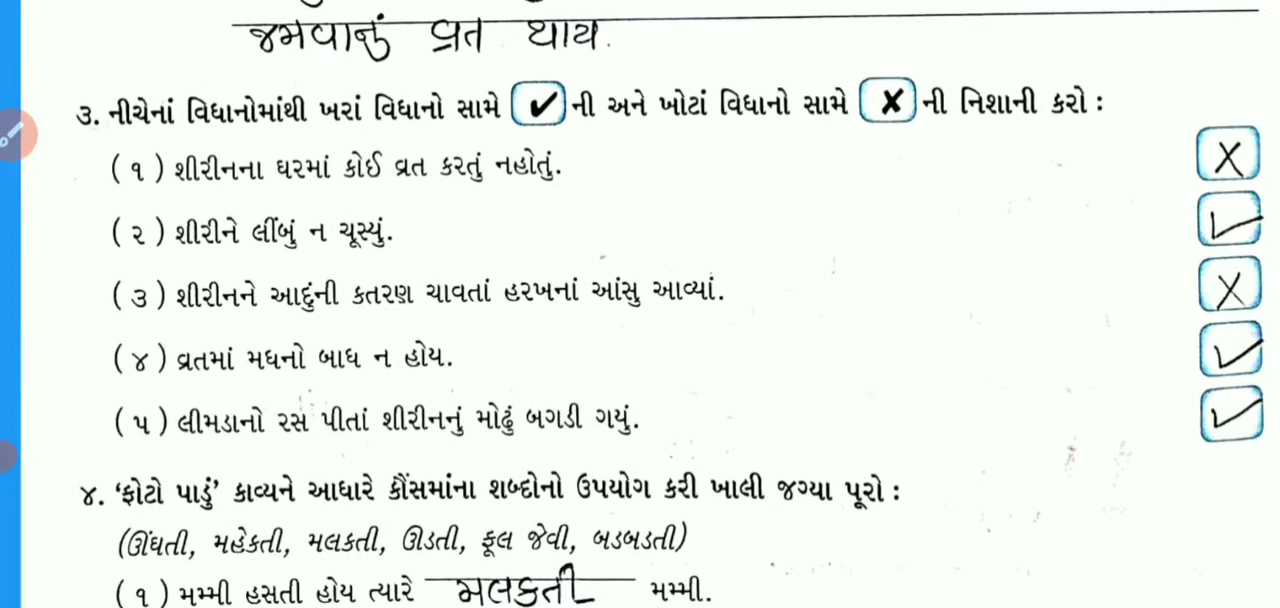 જમવાનું વ્રત થાય.
૩. નીચેનાં વિધાનોમાંથી ખરાં વિધાનો સામે ✔ ની અને ખોટાં વિધાનો સામે ✘ ની નિશાની કરો :
(૧) શીરીનના ઘરમાં કોઈ વ્રત કરતું નહોતું. X
(૨) શીરીને લીંબું ન ચૂસ્યું. ✓
(૩) શીરીનને આદુંની કતરણ ચાવતાં હરખનાં આંસુ આવ્યાં. X
(૪) વ્રતમાં મધનો બાધ ન હોય. ✓
(૫) લીમડાનો રસ પીતાં શીરીનનું મોઢું બગડી ગયું. ✓
૪. ‘ફોટો પાડું’ કાવ્યને આધારે કૌંસમાંના શબ્દોનો ઉપયોગ કરી ખાલી જગ્યા પૂરો :
(ઊંઘતી, મહેકતી, મલકતી, ઊડતી, ફૂલ જેવી, બડબડતી)
(૧) મમ્મી હસતી હોય ત્યારે મલકતી મમ્મી.